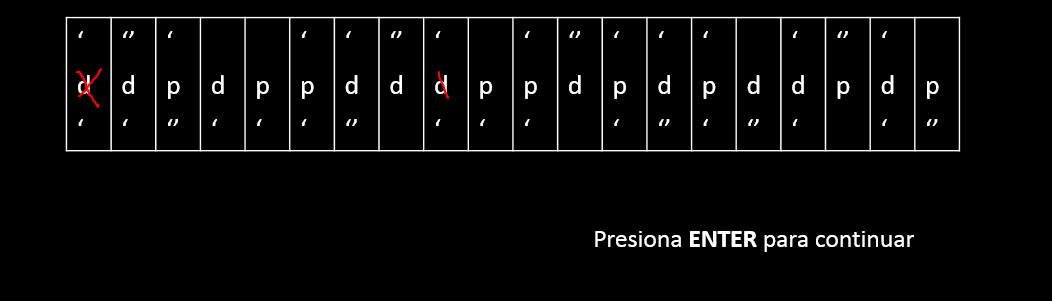 ‘ ‘’ ‘ ‘ ‘ ‘’ ‘ ‘ ‘’ ‘ ‘ ‘ ‘ ‘’ ‘
d d p d p p d d d p p d p d p d d p d p
‘ ‘ ‘’ ‘ ‘ ‘ ‘’ ‘ ‘ ‘ ‘ ‘’ ‘ ‘’ ‘ ‘ ‘’
Presiona ENTER para continuar